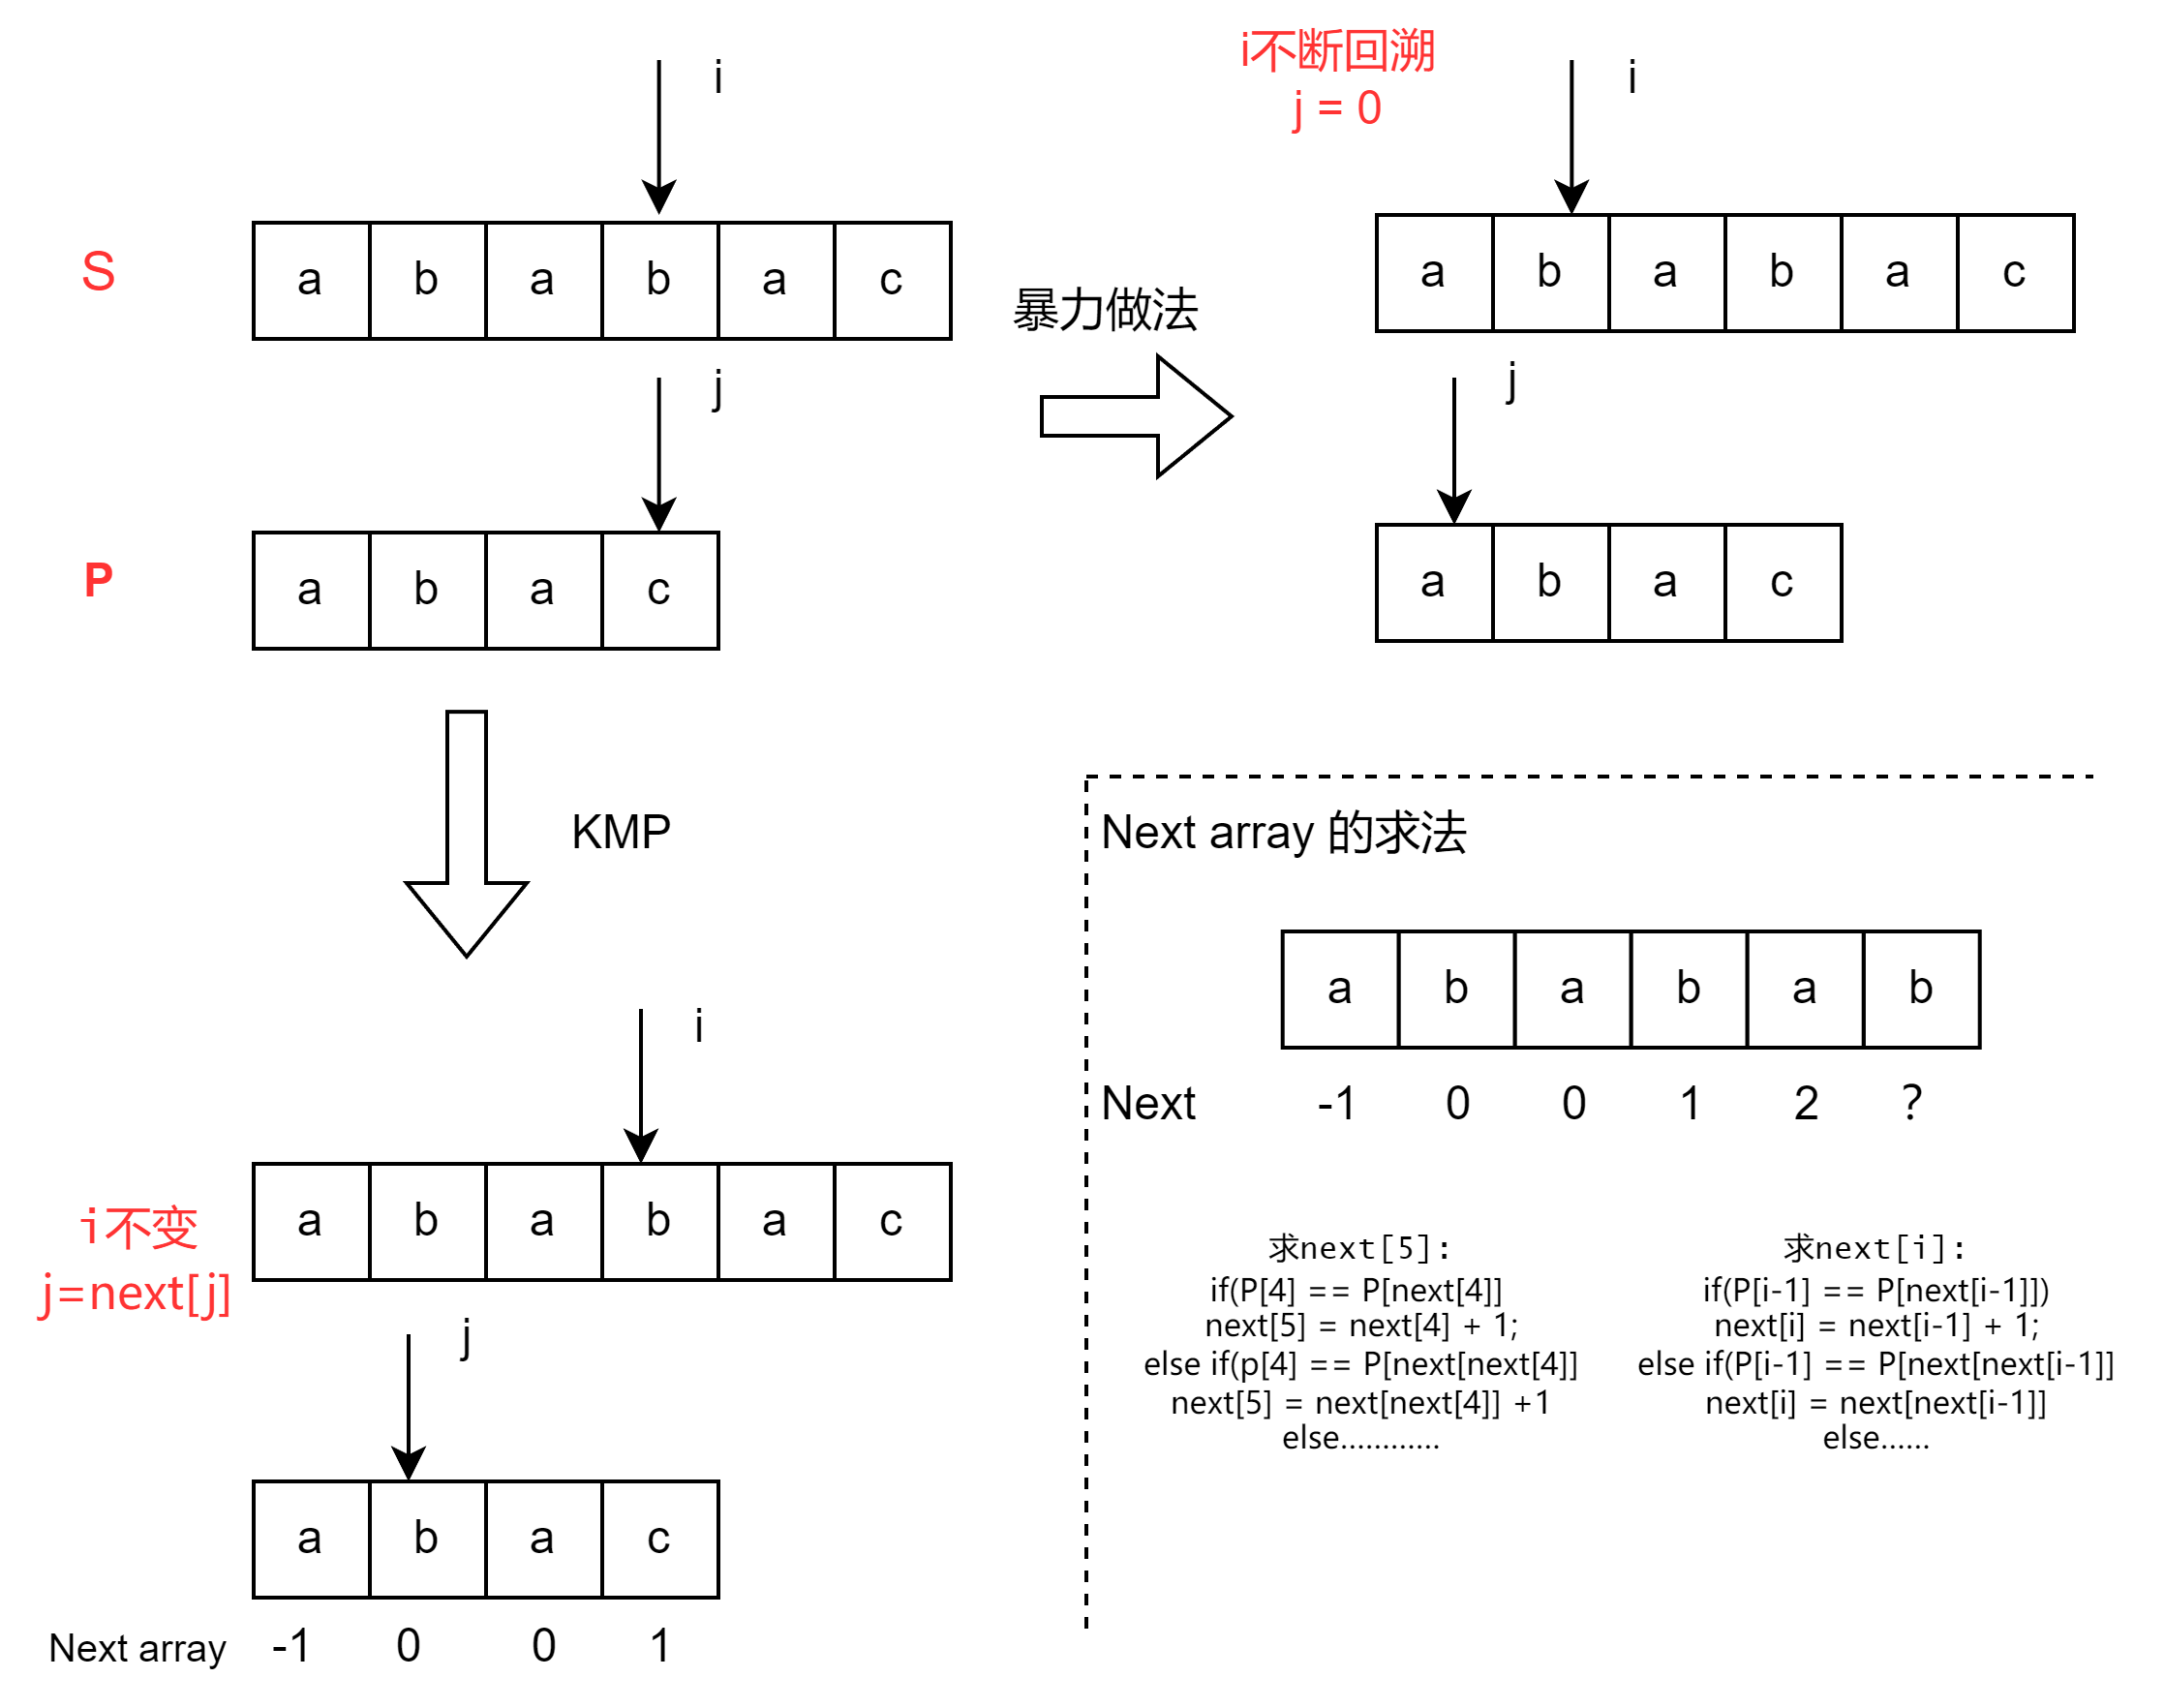 i
S
a b a b a c
j
P
a b a c
暴力做法
i不断回溯
j = 0
i
a b a b a c
j
a b a c
KMP
i
i不变
j=next[j]
a b a b a c
j
a b a c
Next array -1 0 0 1
Next array 的求法
a b a b a b
Next -1 0 0 1 2 ?
求next[5]:
if(P[4] == P[next[4]]
next[5] = next[4] + 1;
else if(p[4] == P[next[next[4]]
next[5] = next[next[4]] +1
else............
求next[i]:
if(P[i-1] == P[next[i-1]])
next[i] = next[i-1] + 1;
else if(P[i-1] == P[next[next[i-1]]
next[i] = next[next[i-1]]
else......